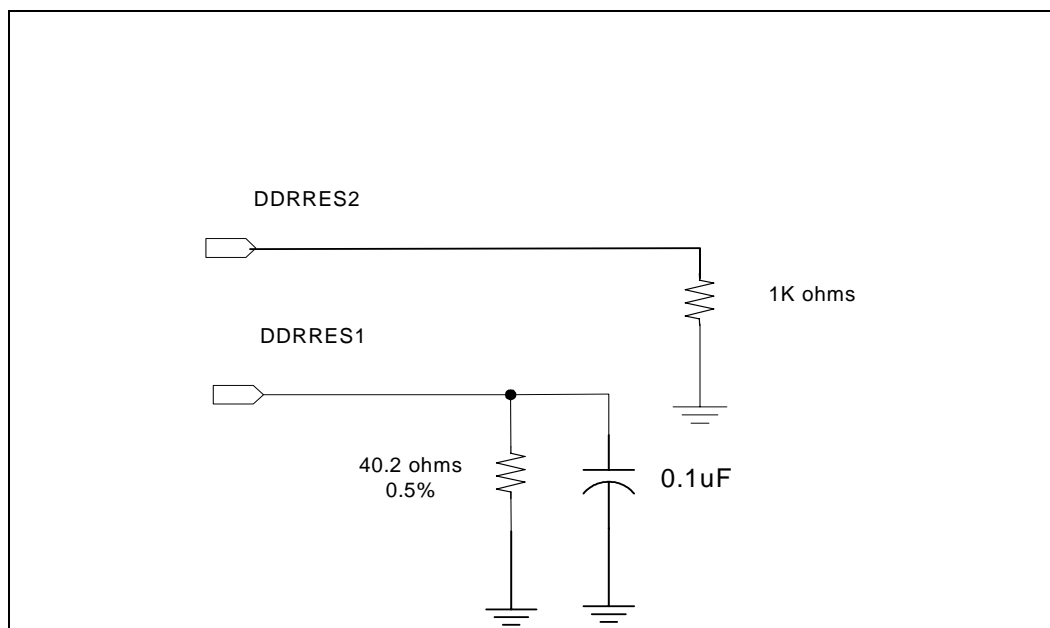 DDRRES2
1K ohms
DDRRES1
40.2 ohms
0.5%
0.1uF